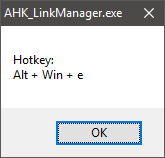 AHK_LinkManager.exe
Hotkey:
Alt + Win + e
OK